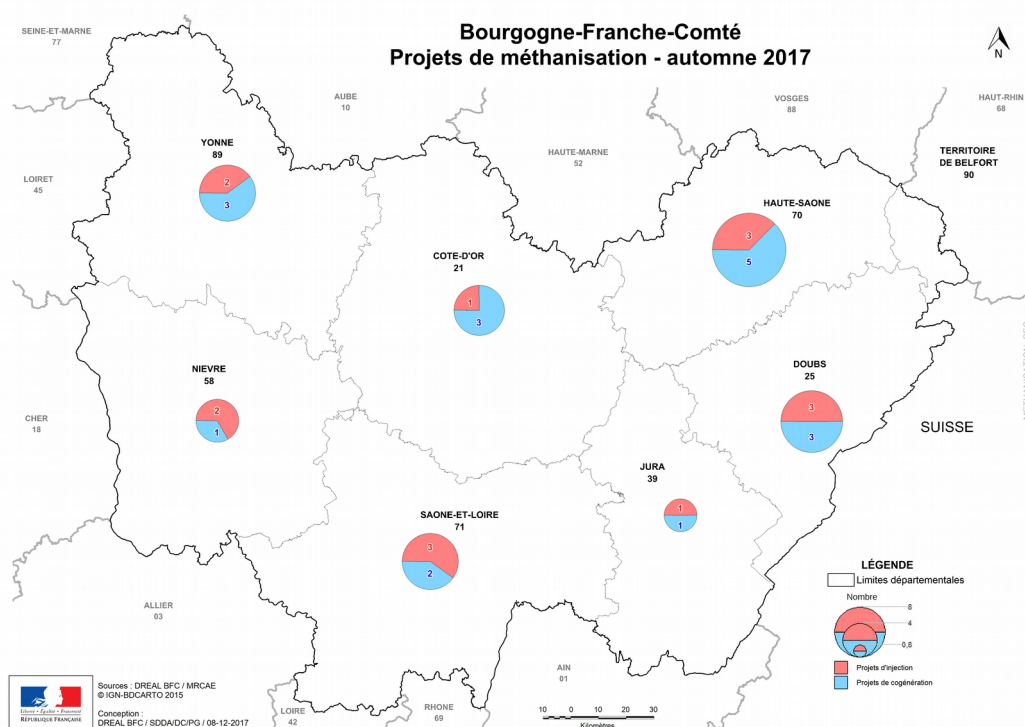 Bourgogne-Franche-Comté
Projets de méthanisation - automne 2017
N
SEINE-ET-MARNE
77
AUBE
10
VOSGES
88
HAUT-RHIN
68
YONNE
89
2
3
HAUTE-MARNE
52
TERRITOIRE
DE BELFORT
90
LOIRET
45
HAUTE-SAONE
70
3
5
COTE-D'OR
21
1
3
NIEVRE
58
2
1
DOUBS
25
3
3
CHER
18
SUISSE
JURA
39
1
1
SAONE-ET-LOIRE
71
3
2
ALLIER
03
AIN
01
LOIRE
42
RHONE
69
LÉGENDE
Limites départementales
Nombre
8
4
0,8
Projets d'injection
Projets de cogénération
Liberté • Égalité • Fraternité
RÉPUBLIQUE FRANÇAISE
Sources : DREAL BFC / MRCAE
© IGN-BDCARTO 2015
Conception :
DREAL BFC / SDDA/DC/PG / 08-12-2017
10 0 10 20 30
Kilomètres